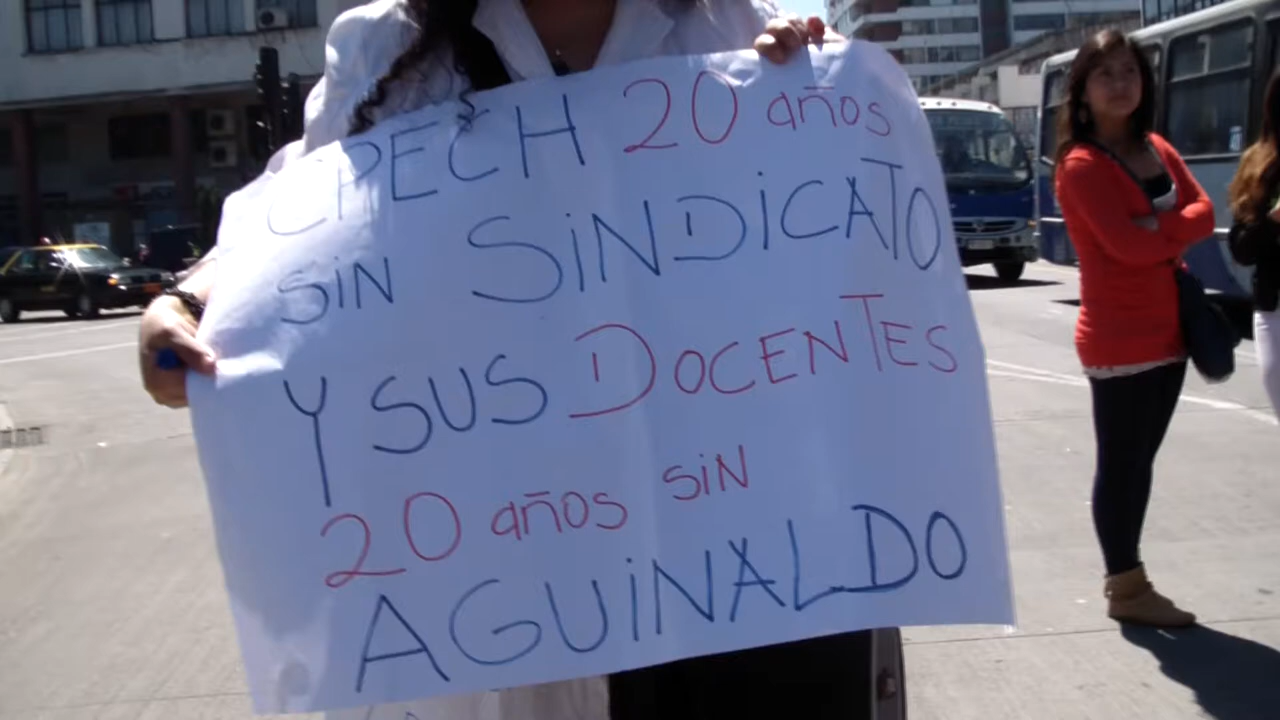 CPECH 20 años
SiN SiNDiCATO
Y SUS DOCENTES
20 años SiN
AGUiNALDO